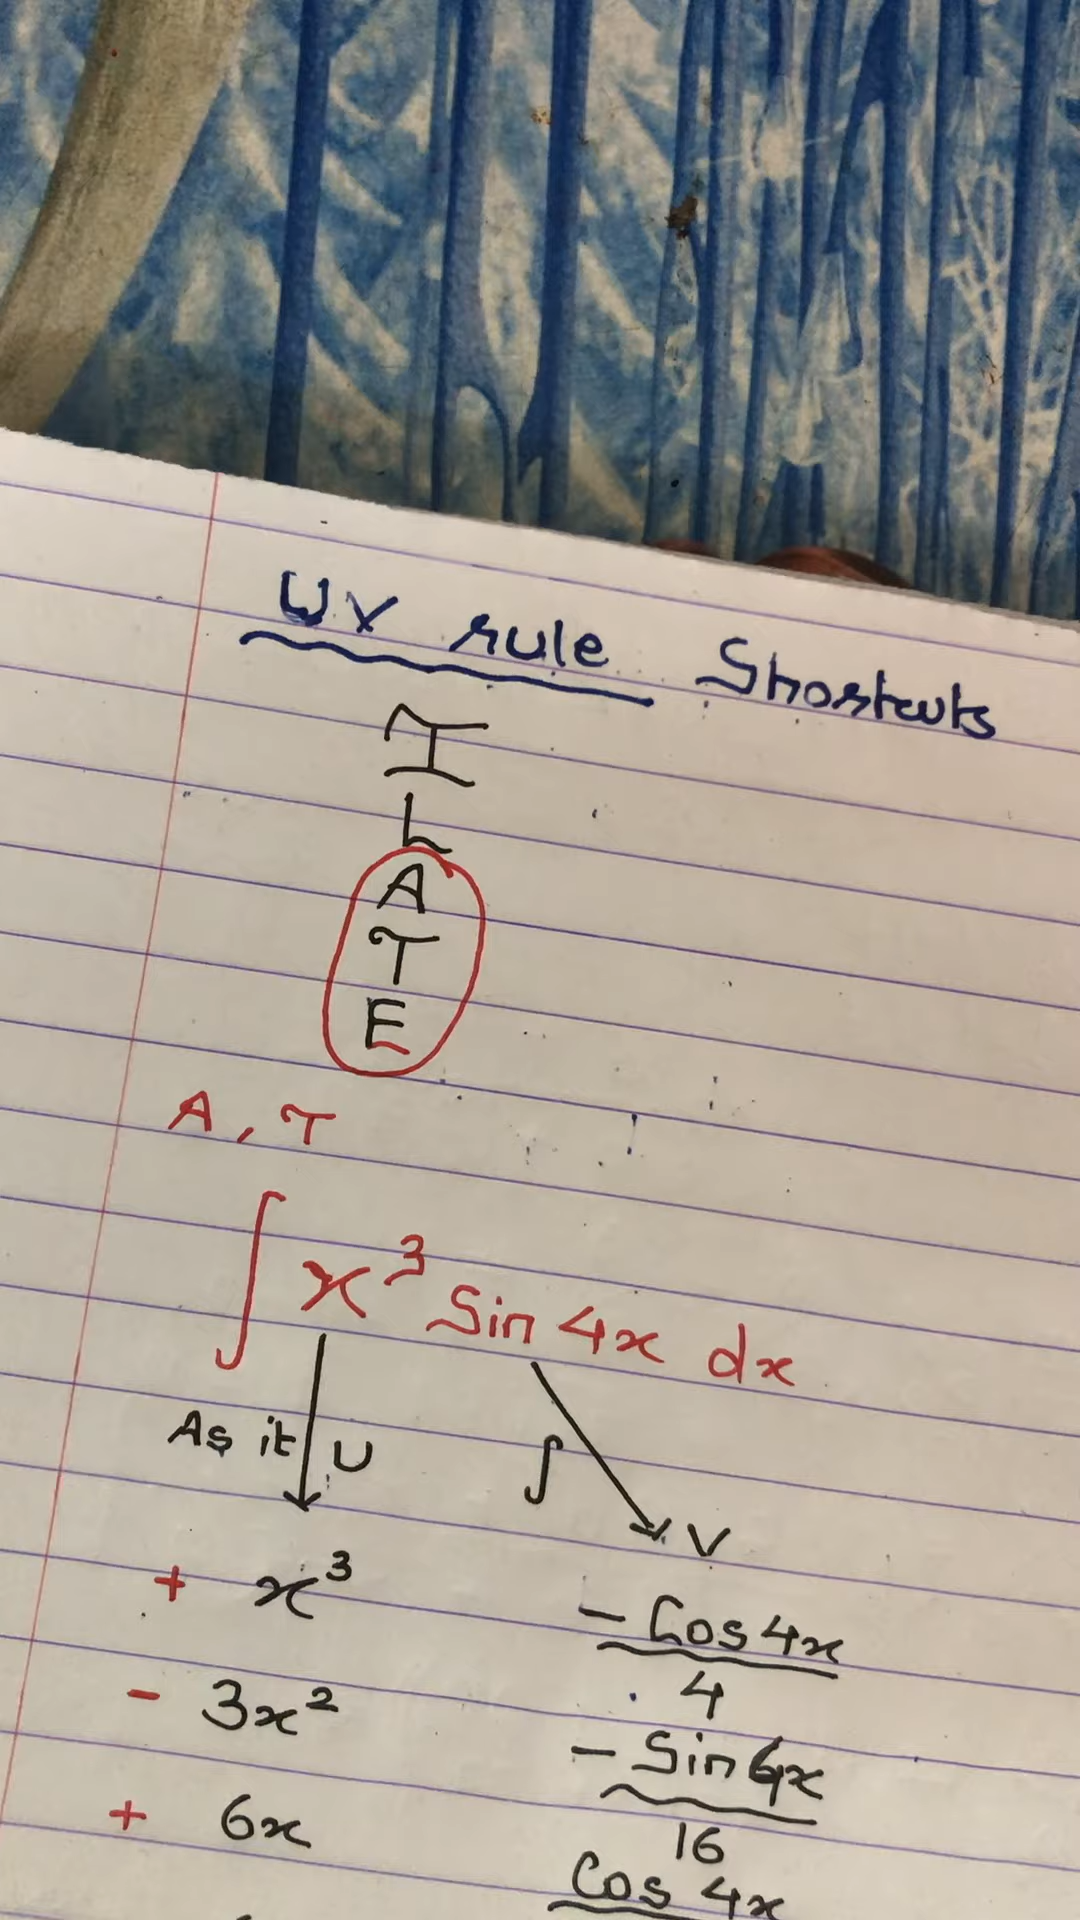 UV rule Shortcuts
I
L
A
T
E
A, T
∫ x³ Sin 4x dx
As it U ∫ V
+ x³ - Cos 4x / 4
- 3x² - Sin 4x / 16
+ 6x Cos 4x